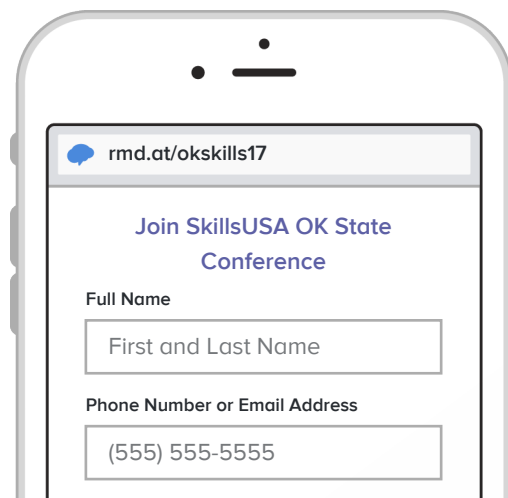 rmd.at/okskills17
Join SkillsUSA OK State
Conference
Full Name
First and Last Name
Phone Number or Email Address
(555) 555-5555